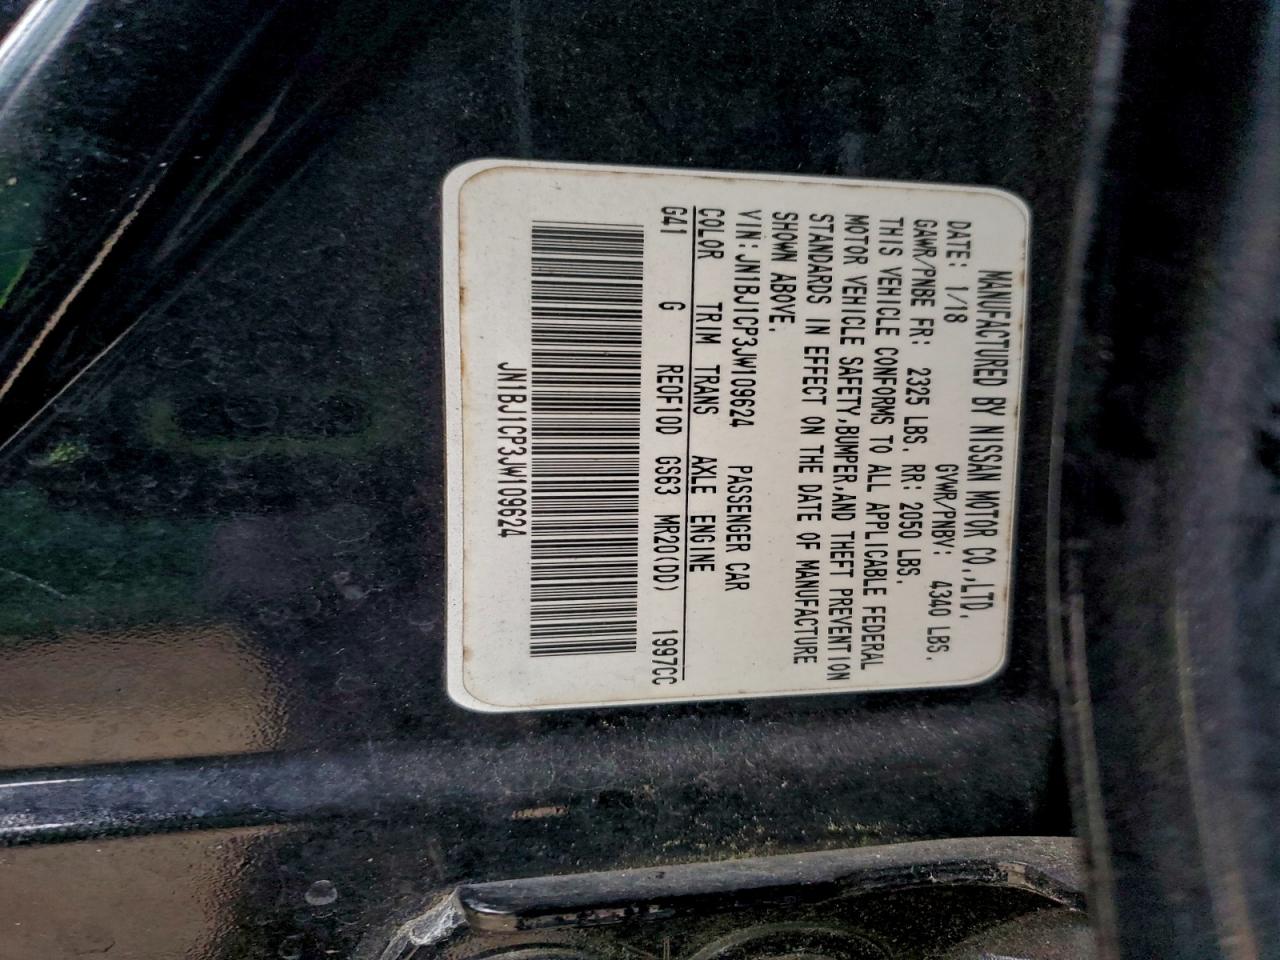 MANUFACTURED BY NISSAN MOTOR CO.,LTD.
DATE: 1/18 GVWR/PNBV: 4340 LBS.
GAWR/PNBE FR: 2325 LBS. RR: 2050 LBS.
THIS VEHICLE CONFORMS TO ALL APPLICABLE FEDERAL
MOTOR VEHICLE SAFETY,BUMPER,AND THEFT PREVENTION
STANDARDS IN EFFECT ON THE DATE OF MANUFACTURE
SHOWN ABOVE.
VIN: JN1BJ1CP3JW109624 PASSENGER CAR
COLOR TRIM TRANS AXLE ENGINE
G41 G RE0F10D GS63 MR20(DD) 1997CC
JN1BJ1CP3JW109624